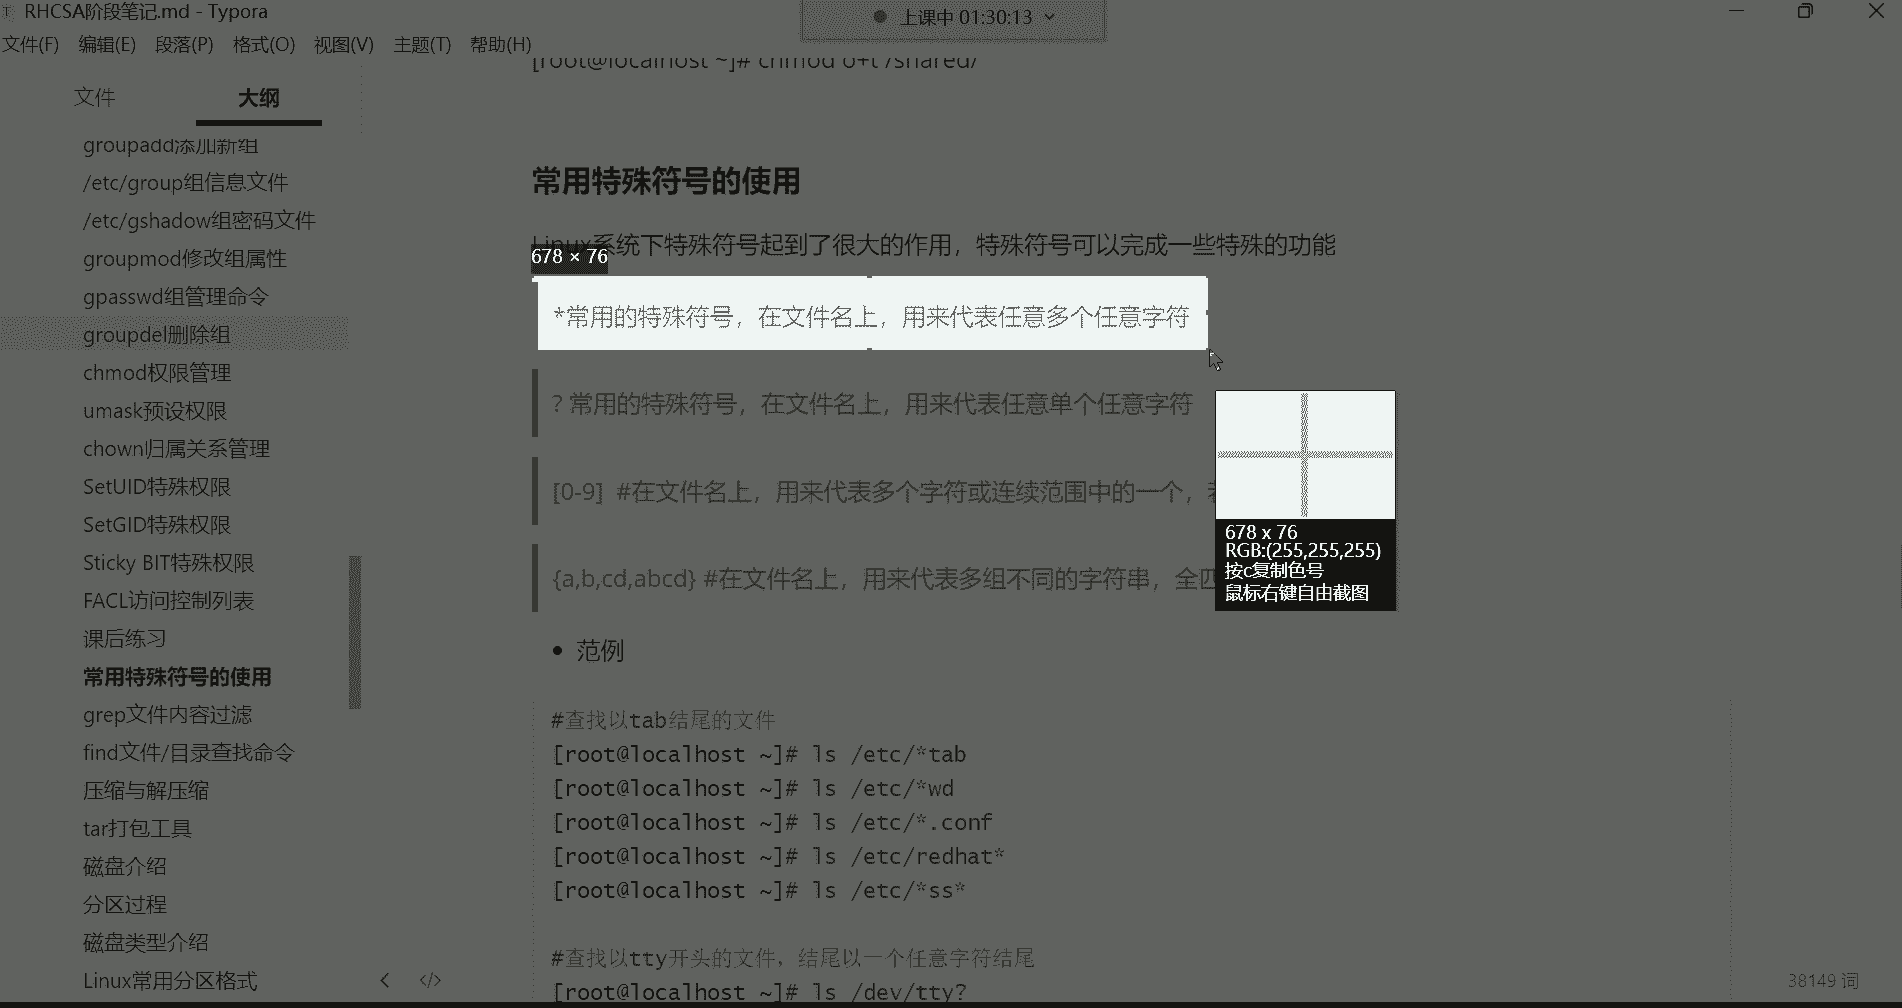 RHCSA阶段笔记.md - Typora
上课中 01:30:13
文件(F) 编辑(E) 段落(P) 格式(O) 视图(V) 主题(T) 帮助(H)
文件 大纲
groupadd添加新组
/etc/group组信息文件
/etc/gshadow组密码文件
groupmod修改组属性
gpasswd组管理命令
groupdel删除组
chmod权限管理
umask预设权限
chown归属关系管理
SetUID特殊权限
SetGID特殊权限
Sticky BIT特殊权限
FACL访问控制列表
课后练习
常用特殊符号的使用
grep文件内容过滤
find文件/目录查找命令
压缩与解压缩
tar打包工具
磁盘介绍
分区过程
磁盘类型介绍
Linux常用分区格式
[root@localhost ~]# chmod o+t /shared/
常用特殊符号的使用
Linux系统下特殊符号起到了很大的作用，特殊符号可以完成一些特殊的功能
678 × 76
*常用的特殊符号，在文件名上，用来代表任意多个任意字符
? 常用的特殊符号，在文件名上，用来代表任意单个任意字符
[0-9] #在文件名上，用来代表多个字符或连续范围中的一个，
{a,b,cd,abcd} #在文件名上，用来代表多组不同的字符串，全
678 x 76
RGB:(255,255,255)
按c复制色号
鼠标右键自由截图
范例
#查找以tab结尾的文件
[root@localhost ~]# ls /etc/*tab
[root@localhost ~]# ls /etc/*wd
[root@localhost ~]# ls /etc/*.conf
[root@localhost ~]# ls /etc/redhat*
[root@localhost ~]# ls /etc/*ss*
#查找以tty开头的文件，结尾以一个任意字符结尾
[root@localhost ~]# ls /dev/tty?
38149 词